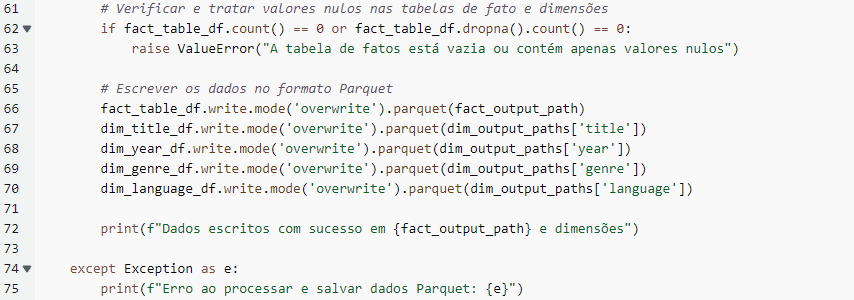 61 # Verificar e tratar valores nulos nas tabelas de fato e dimensões
62 if fact_table_df.count() == 0 or fact_table_df.dropna().count() == 0:
63 raise ValueError("A tabela de fatos está vazia ou contém apenas valores nulos")
64
65 # Escrever os dados no formato Parquet
66 fact_table_df.write.mode('overwrite').parquet(fact_output_path)
67 dim_title_df.write.mode('overwrite').parquet(dim_output_paths['title'])
68 dim_year_df.write.mode('overwrite').parquet(dim_output_paths['year'])
69 dim_genre_df.write.mode('overwrite').parquet(dim_output_paths['genre'])
70 dim_language_df.write.mode('overwrite').parquet(dim_output_paths['language'])
71
72 print(f"Dados escritos com sucesso em {fact_output_path} e dimensões")
73
74 except Exception as e:
75 print(f"Erro ao processar e salvar dados Parquet: {e}")